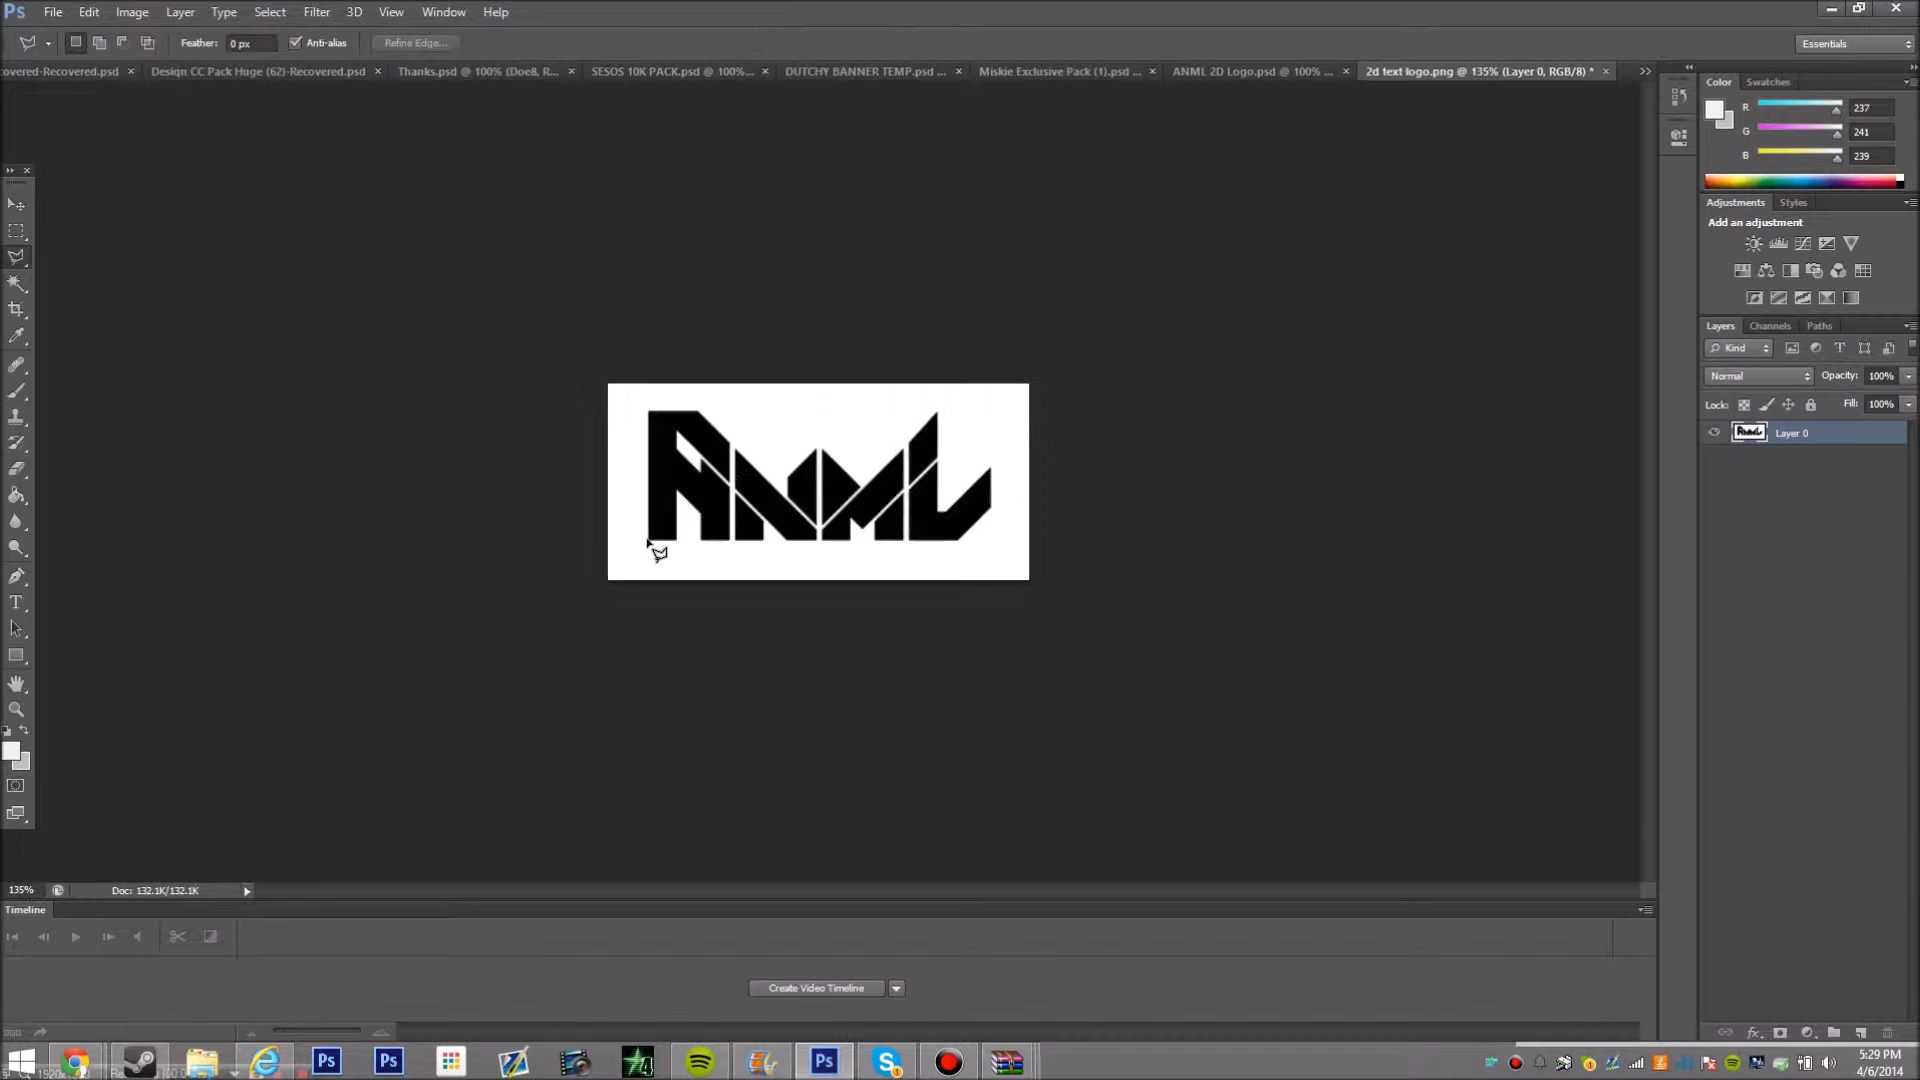 Ps File Edit Image Layer Type Select Filter 3D View Window Help
Feather: 0 px Anti-alias Refine Edge... Essentials
covered-Recovered.psd × Design CC Pack Huge (62)-Recovered.psd × Thanks.psd @ 100% (Doe8, R... × SESOS 10K PACK.psd @ 100%... × DUTCHY BANNER TEMP.psd ... × Miskie Exclusive Pack (1).psd ... × ANML 2D Logo.psd @ 100% ... × 2d text logo.png @ 135% (Layer 0, RGB/8) * ×
Color Swatches
R 237
G 241
B 239
Adjustments Styles
Add an adjustment
Layers Channels Paths
Kind
Normal Opacity: 100%
Lock: Fill: 100%
ANML Layer 0
ANML
135% Doc: 132.1K/132.1K
Timeline
Create Video Timeline
5:29 PM
4/6/2014